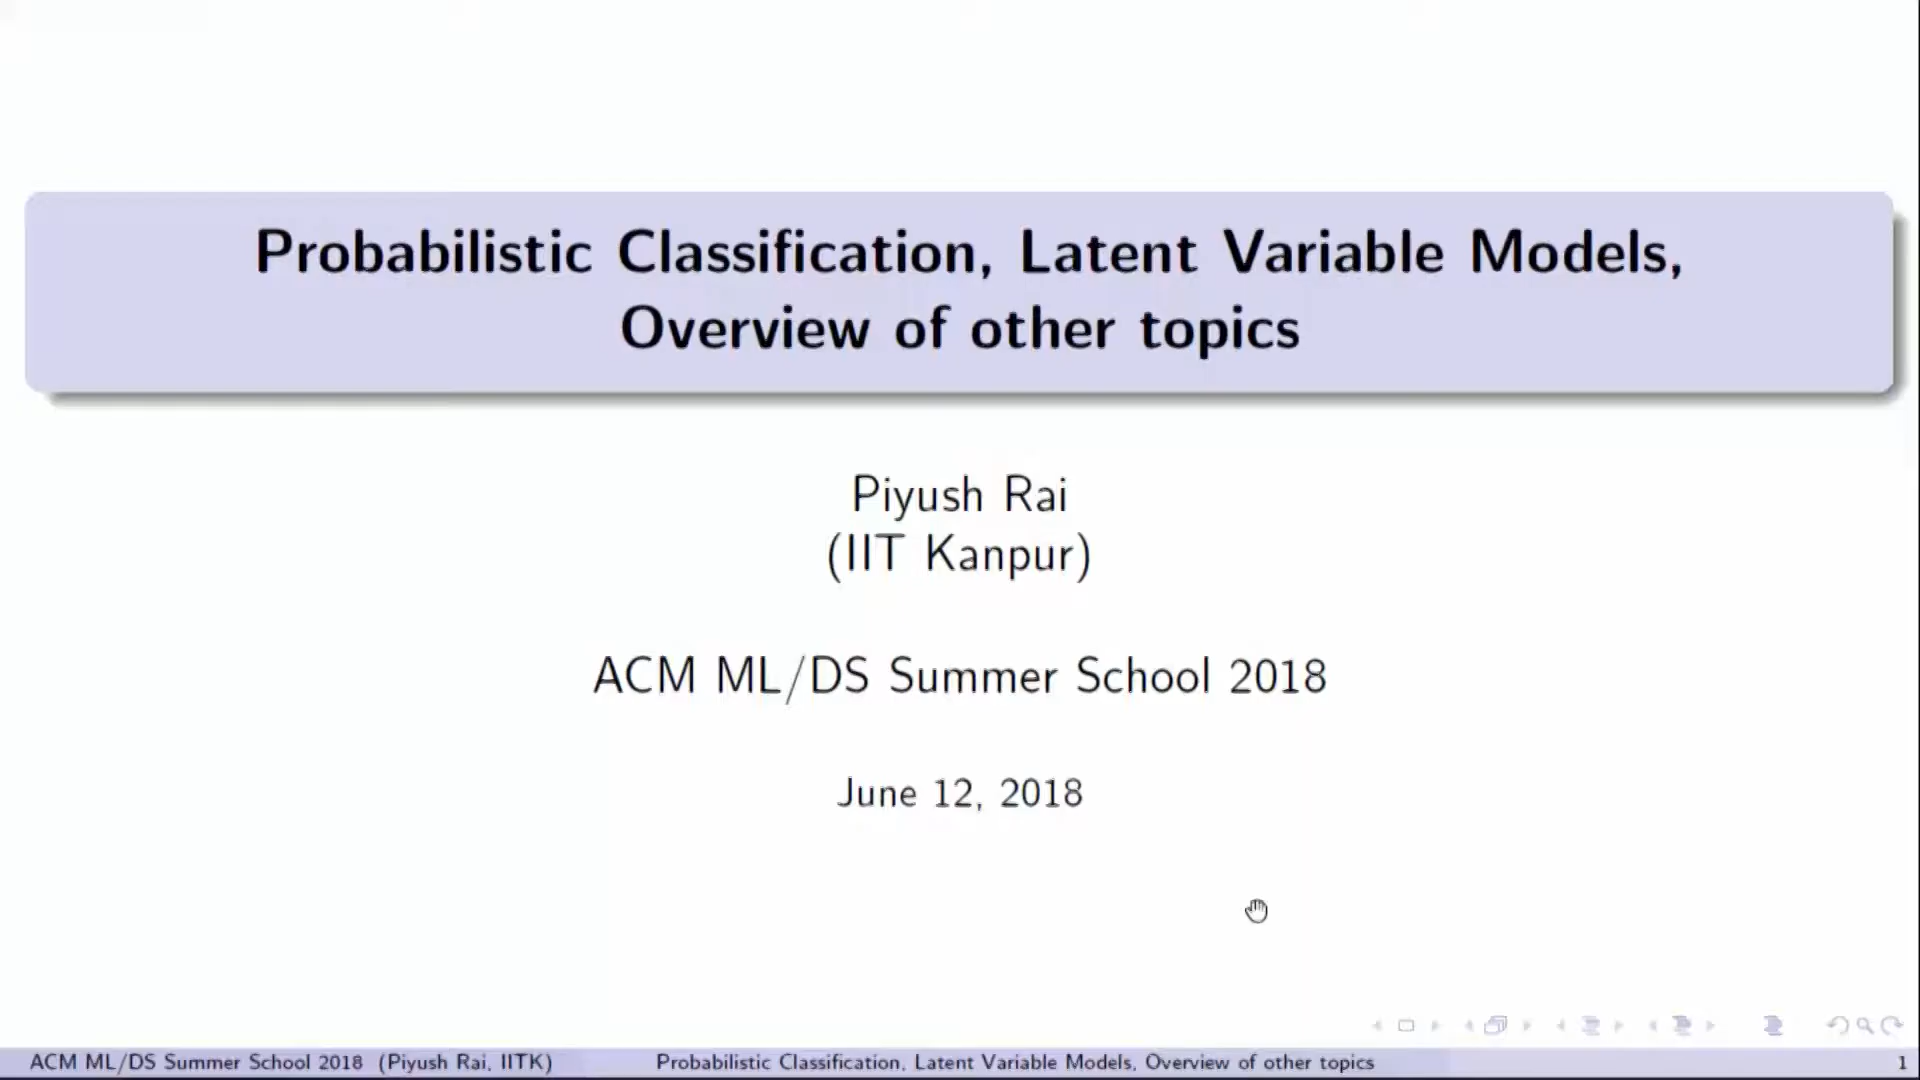 Probabilistic Classification, Latent Variable Models,
Overview of other topics
Piyush Rai
(IIT Kanpur)
ACM ML/DS Summer School 2018
June 12, 2018
ACM ML/DS Summer School 2018 (Piyush Rai, IITK)
Probabilistic Classification, Latent Variable Models, Overview of other topics
1